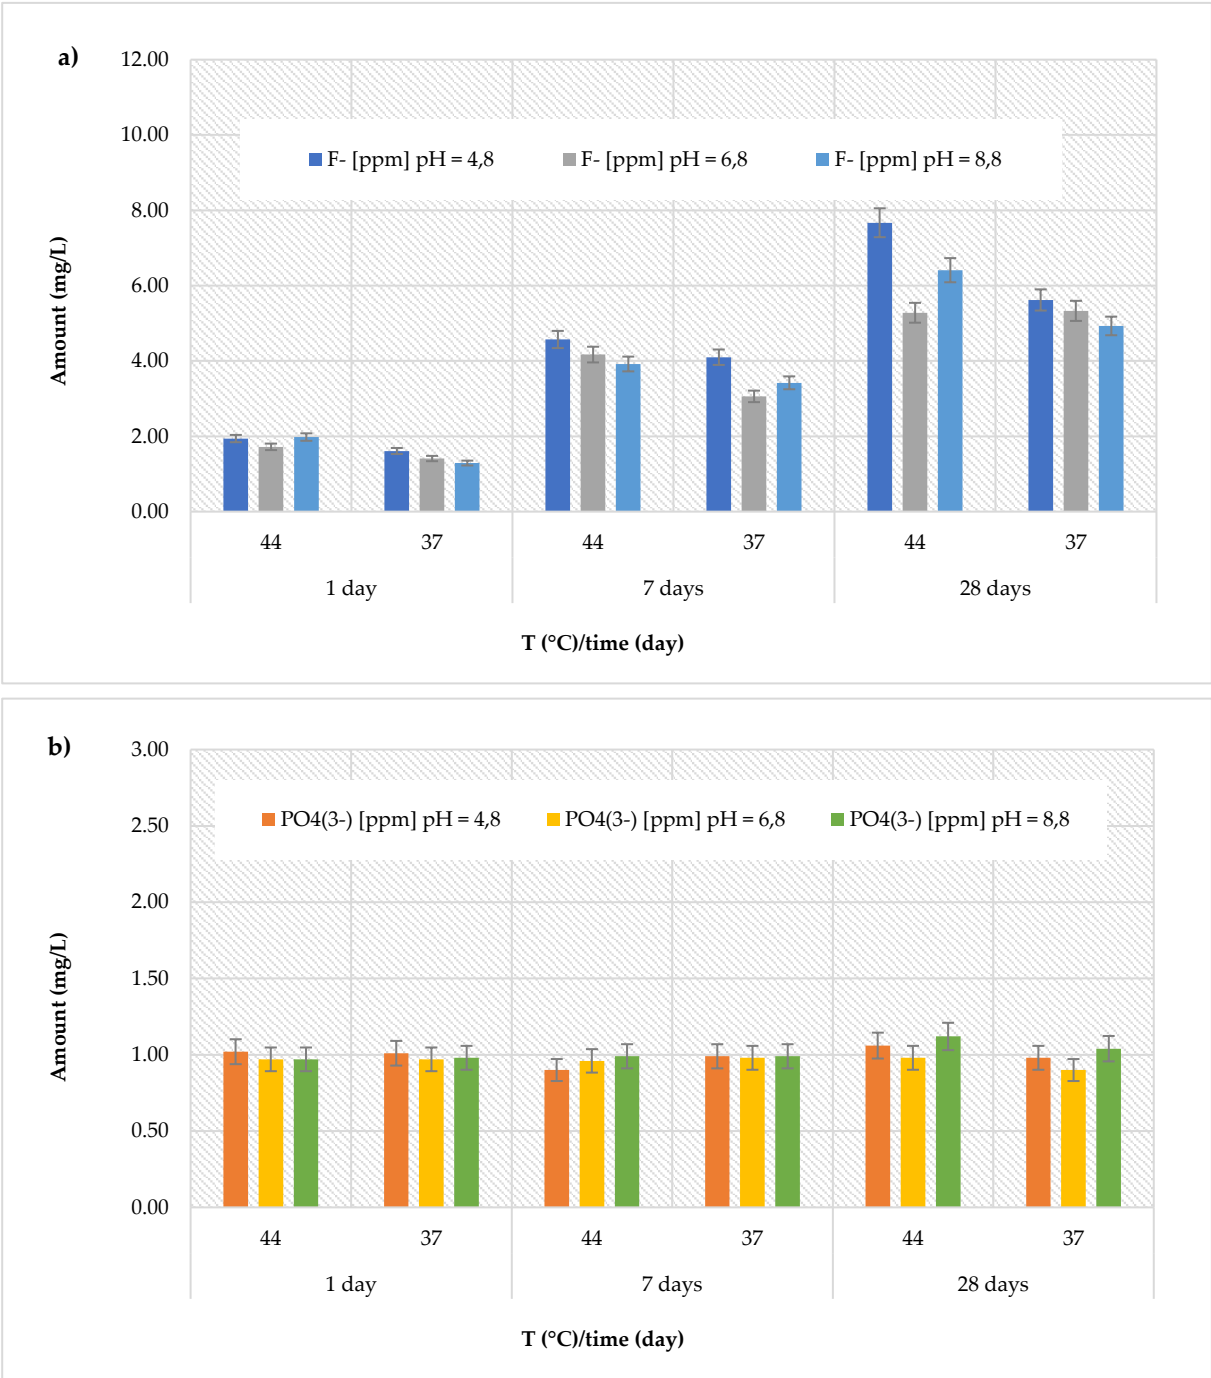 a)
12.00
10.00
F- [ppm] pH = 4,8 F- [ppm] pH = 6,8 F- [ppm] pH = 8,8
8.00
6.00
4.00
2.00
0.00
Amount (mg/L)
44 37 44 37 44 37
1 day 7 days 28 days
T (°C)/time (day)
b)
3.00
PO4(3-) [ppm] pH = 4,8 PO4(3-) [ppm] pH = 6,8 PO4(3-) [ppm] pH = 8,8
2.50
2.00
1.50
1.00
0.50
0.00
Amount (mg/L)
44 37 44 37 44 37
1 day 7 days 28 days
T (°C)/time (day)